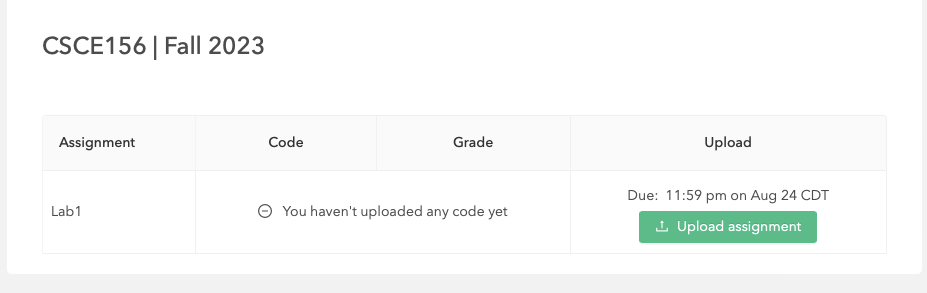 CSCE156 | Fall 2023
Assignment Code Grade Upload
Lab1
You haven't uploaded any code yet
Due: 11:59 pm on Aug 24 CDT
Upload assignment